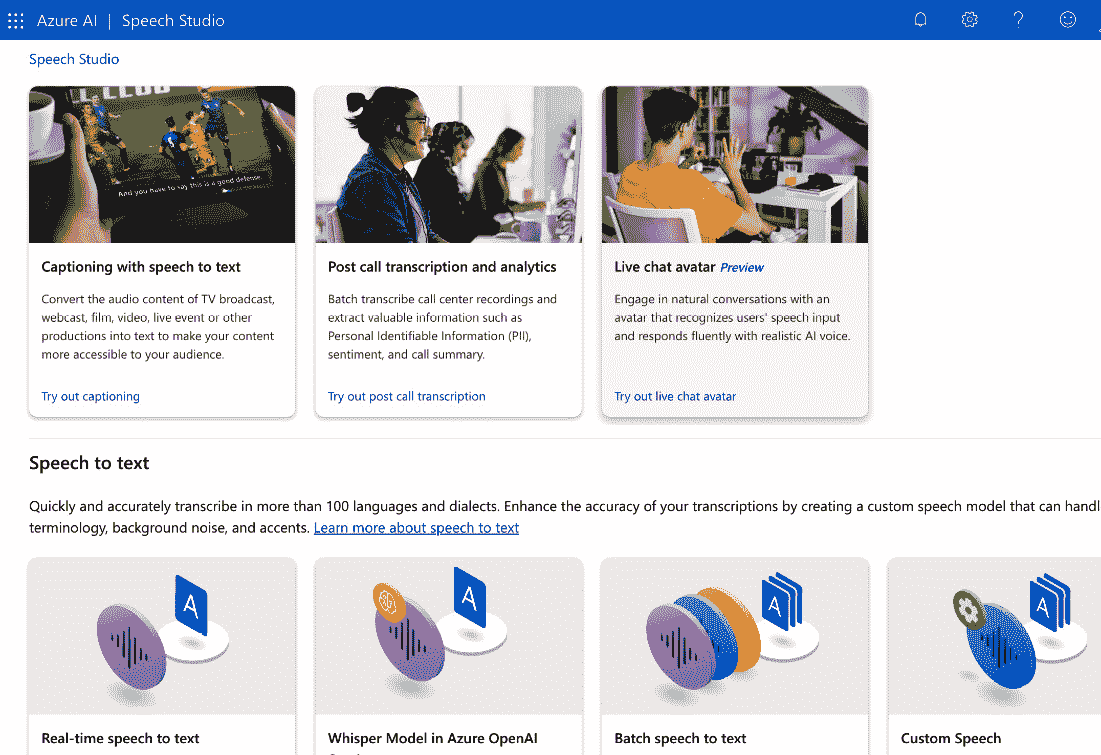 Azure AI | Speech Studio
Speech Studio
And you have to say this is a good defense.
Captioning with speech to text
Convert the audio content of TV broadcast,
webcast, film, video, live event or other
productions into text to make your content
more accessible to your audience.
Try out captioning
Post call transcription and analytics
Batch transcribe call center recordings and
extract valuable information such as
Personal Identifiable Information (PII),
sentiment, and call summary.
Try out post call transcription
Live chat avatar Preview
Engage in natural conversations with an
avatar that recognizes users' speech input
and responds fluently with realistic AI voice.
Try out live chat avatar
Speech to text
Quickly and accurately transcribe in more than 100 languages and dialects. Enhance the accuracy of your transcriptions by creating a custom speech model that can handl
terminology, background noise, and accents. Learn more about speech to text
A
A
A
A
Real-time speech to text
Whisper Model in Azure OpenAI
Batch speech to text
Custom Speech